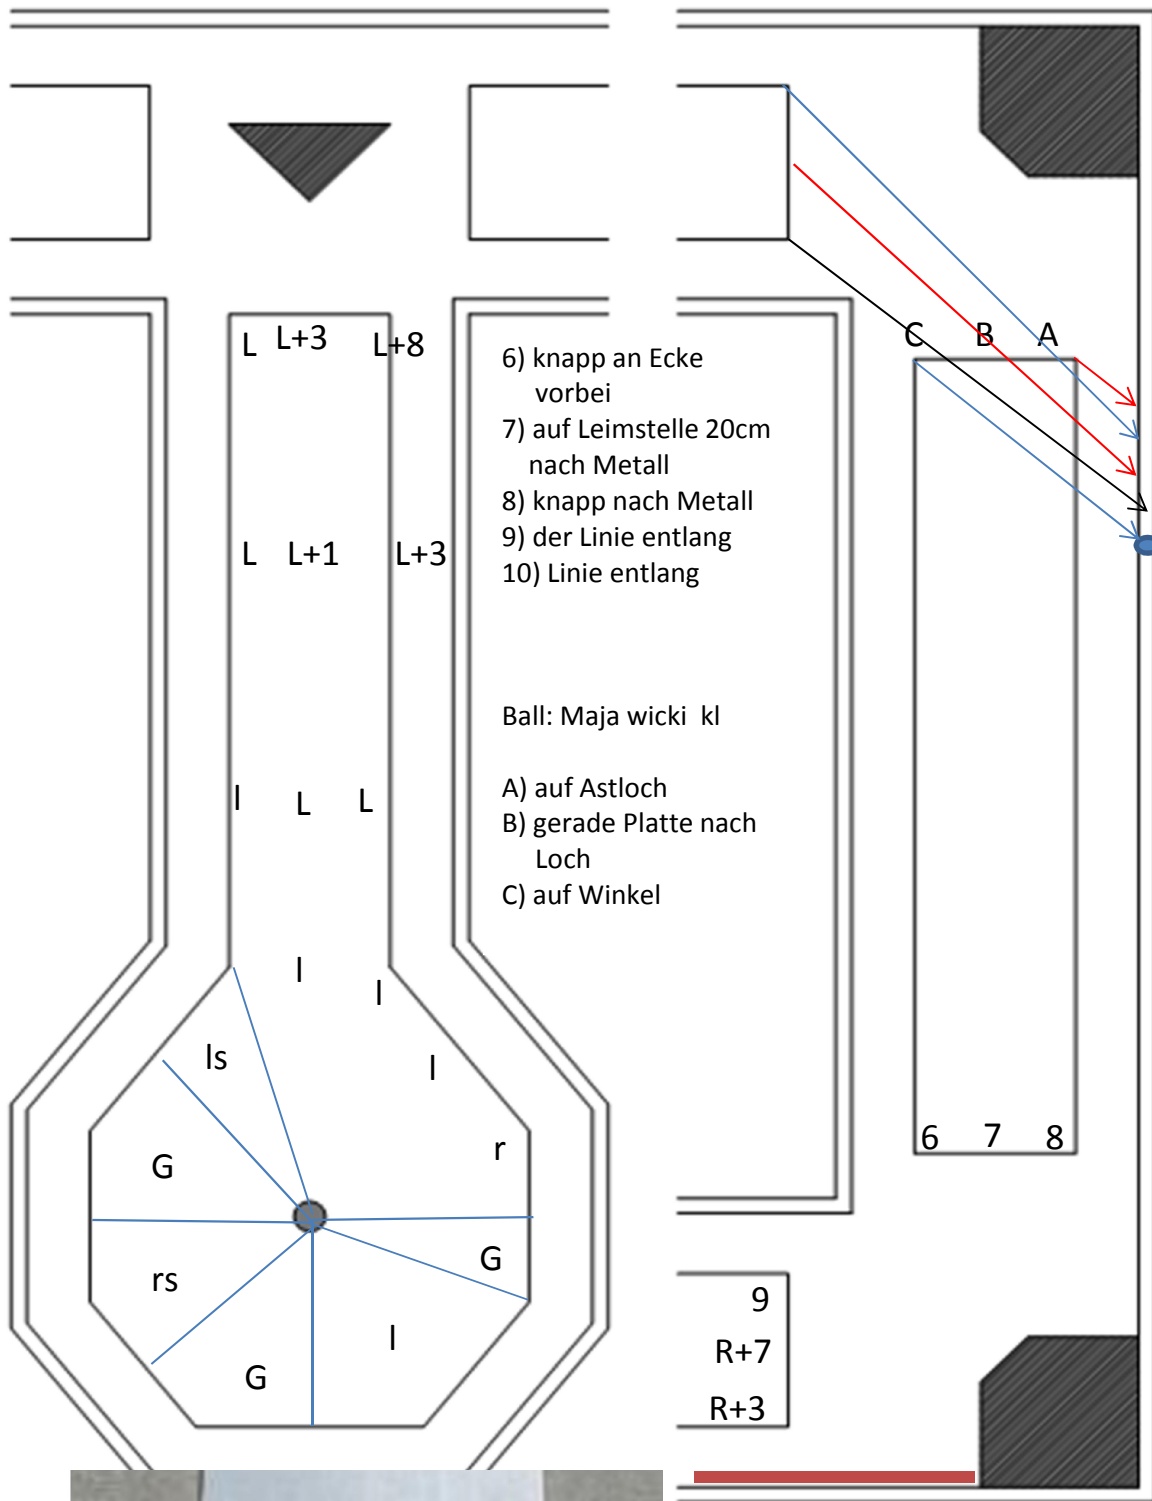 L L+3 L+8
C B A
6) knapp an Ecke
vorbei
7) auf Leimstelle 20cm
nach Metall
8) knapp nach Metall
9) der Linie entlang
10) Linie entlang
L L+1 L+3
Ball: Maja wicki kl
A) auf Astloch
B) gerade Platte nach
Loch
C) auf Winkel
l L L
l
l
ls
l
r
G
G
rs
l
G
6 7 8
9
R+7
R+3